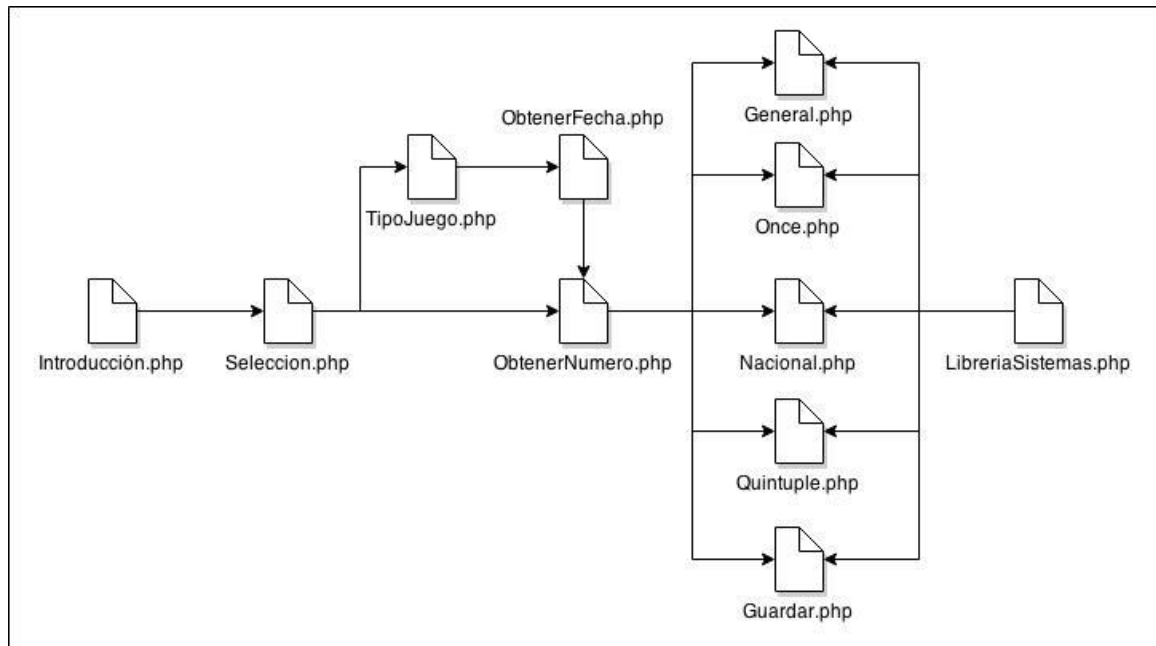 General.php
ObtenerFecha.php
TipoJuego.php
Once.php
Introducción.php
Seleccion.php
ObtenerNumero.php
Nacional.php
LibreriaSistemas.php
Quintuple.php
Guardar.php